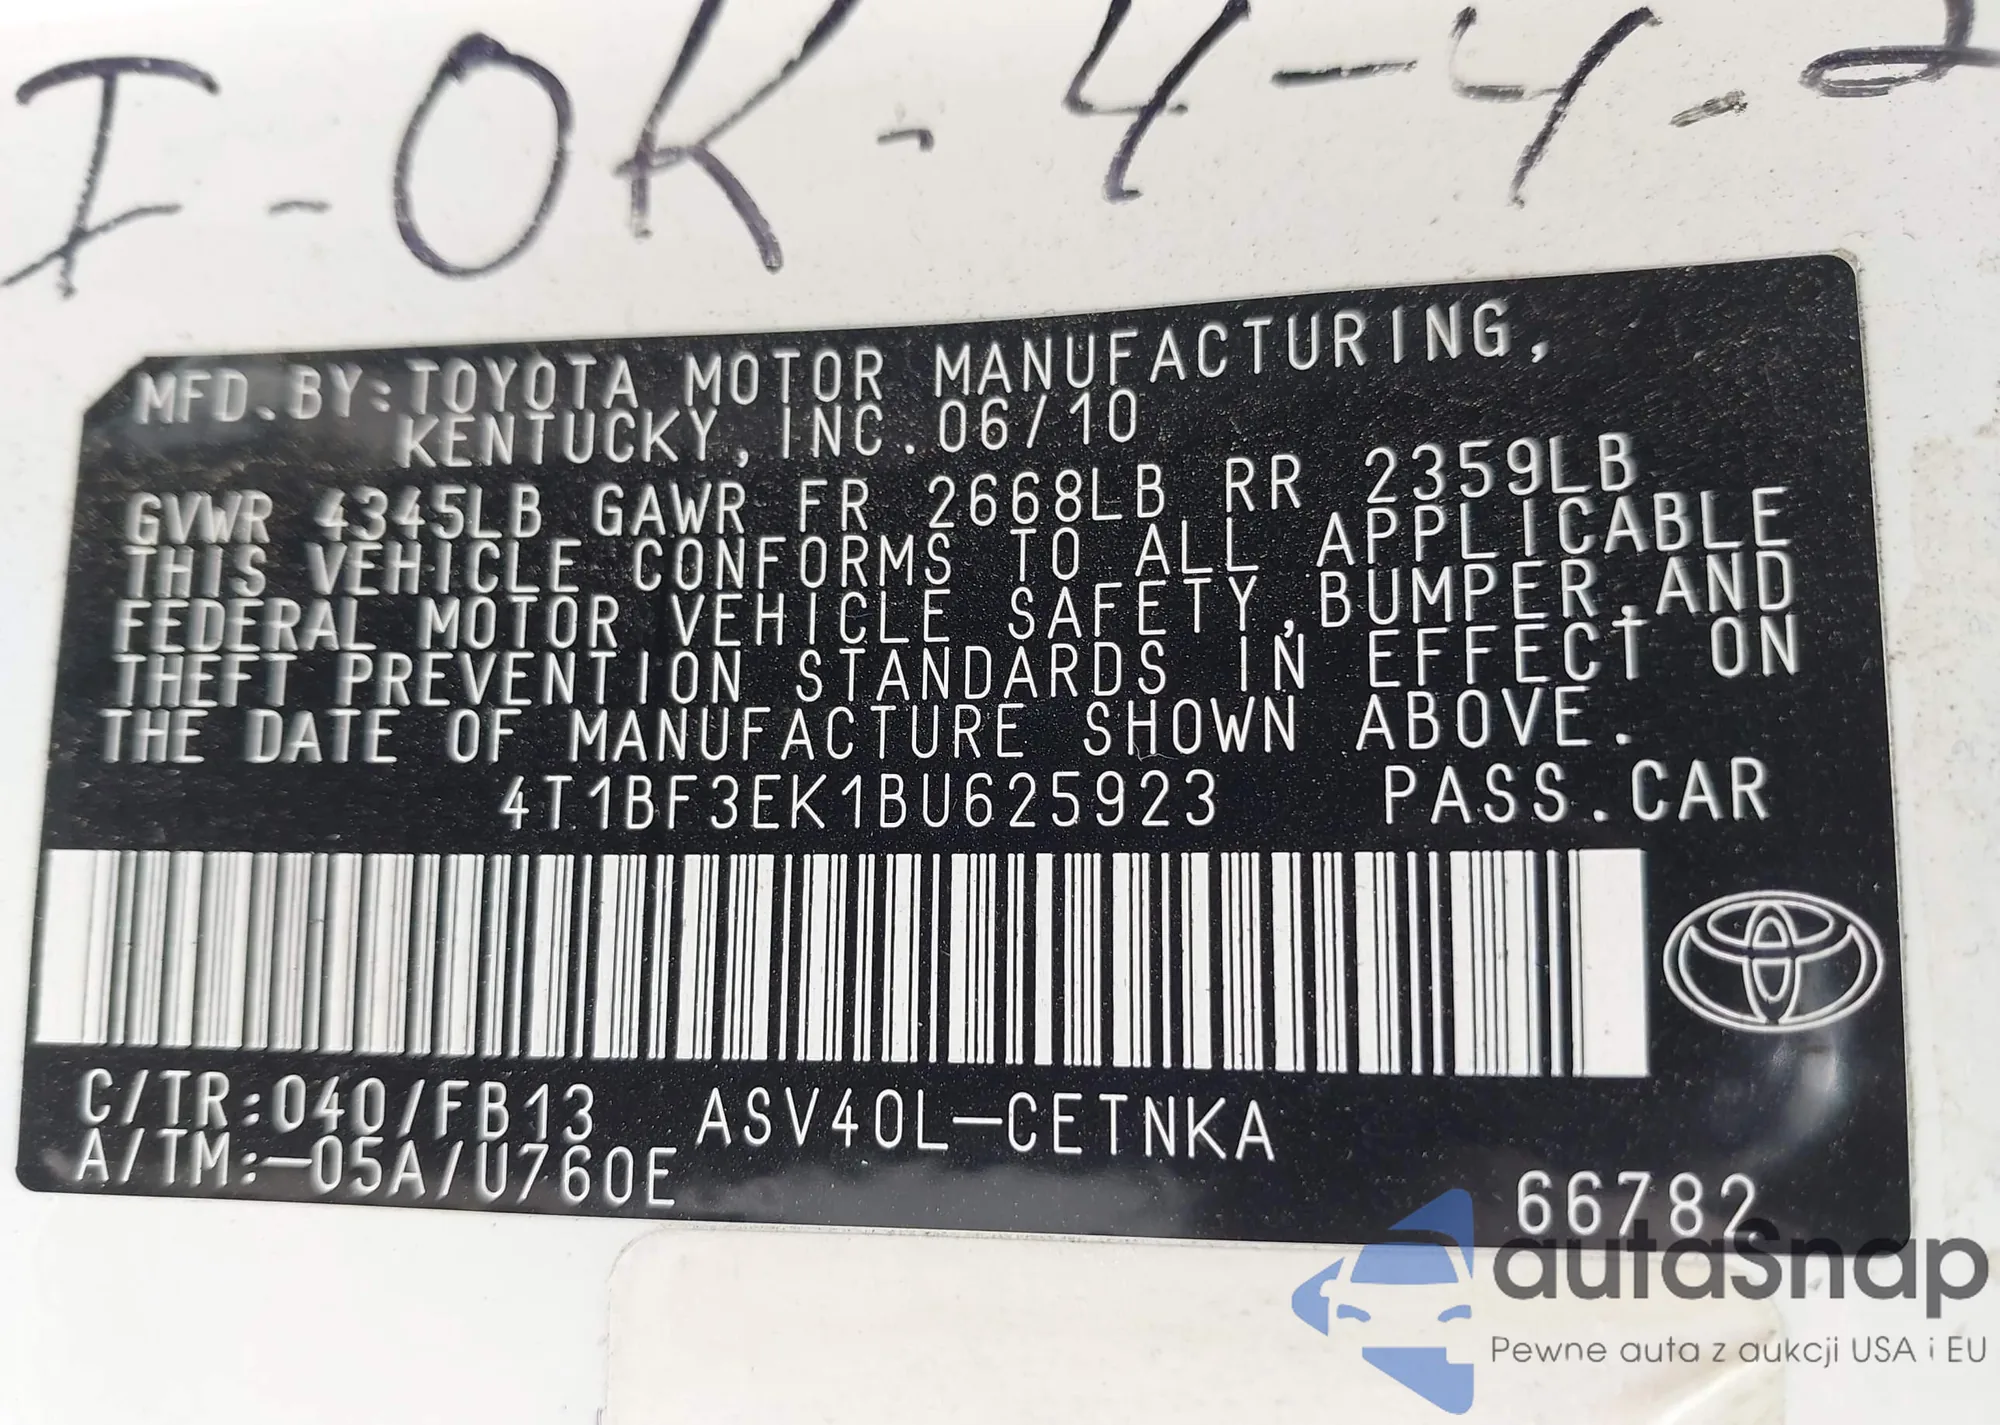 I-OK-4-4-2
MFD.BY:TOYOTA MOTOR MANUFACTURING,
KENTUCKY, INC.06/10
GVWR 4345LB GAWR FR 2668LB RR 2359LB
THIS VEHICLE CONFORMS TO ALL APPLICABLE
FEDERAL MOTOR VEHICLE SAFETY,BUMPER,AND
THEFT PREVENTION STANDARDS IN EFFECT ON
THE DATE OF MANUFACTURE SHOWN ABOVE.
4T1BF3EK1BU625923 PASS.CAR
C/TR:040/FB13 ASV40L-CETNKA
A/TM:-05A/U760E
66782
autaSnap
Pewne auta z aukcji USA i EU